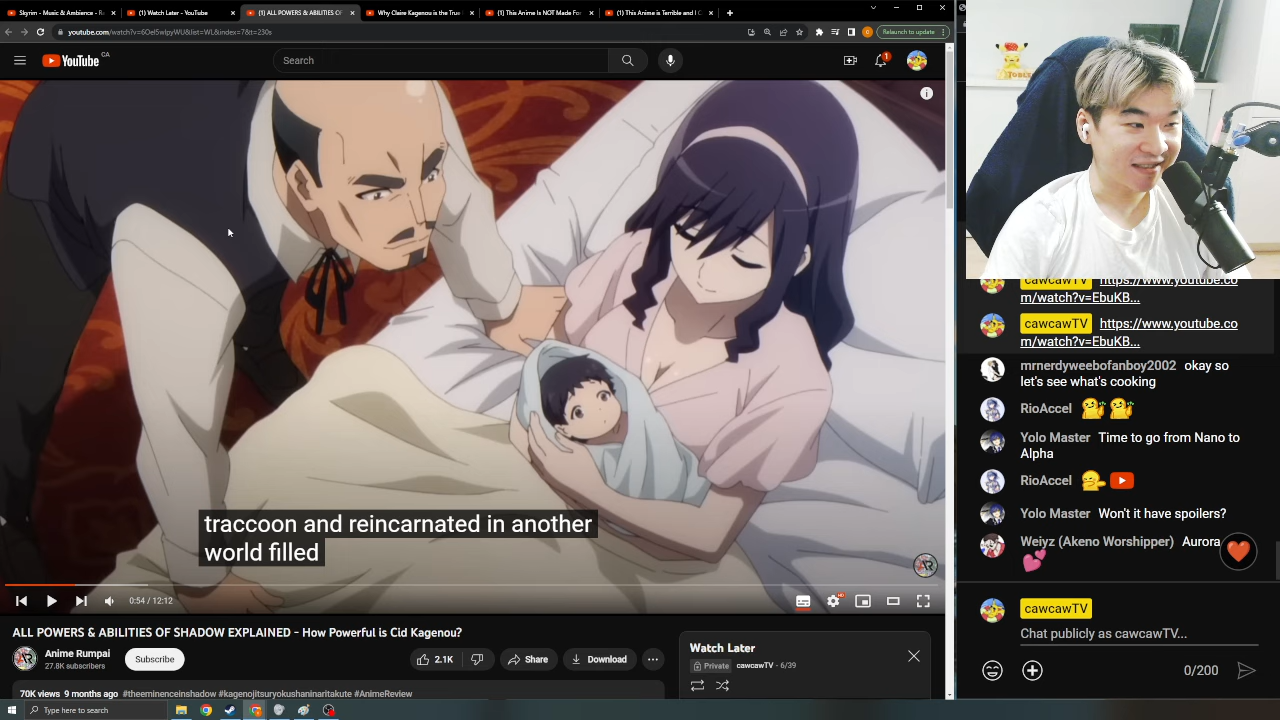 Slgrim - Music & Ambience - R
(1) Watch Later - YouTube
(1) ALL POWERS & ABILITIES OF
Why Claire Kagenou is the True
(1) This Anime Is NOT Made For
(1) This Anime is Terrible and I C
youtube.com/watch?v=6Oel5wlpyWU&list=WL&index=7&t=230s
Relaunch to update
YouTube CA
Search
1
traccoon and reincarnated in another
world filled
AR
0:54 / 12:12
HD
ALL POWERS & ABILITIES OF SHADOW EXPLAINED - How Powerful is Cid Kagenou?
Anime Rumpai
27.8K subscribers
Subscribe
2.1K
Share
Download
70K views 9 months ago #theeminenceinshadow #kagenojitsuryokushaninaritakute #AnimeReview
Watch Later
Private cawcawTV - 6/39
Type here to search
cawcawTV https://www.youtube.co
m/watch?v=EbuKB...
cawcawTV https://www.youtube.co
m/watch?v=EbuKB...
mrnerdyweebofanboy2002 okay so
let's see what's cooking
RioAccel
Yolo Master Time to go from Nano to
Alpha
RioAccel
Yolo Master Won't it have spoilers?
Weiyz (Akeno Worshipper) Aurora
cawcawTV
Chat publicly as cawcawTV...
0/200